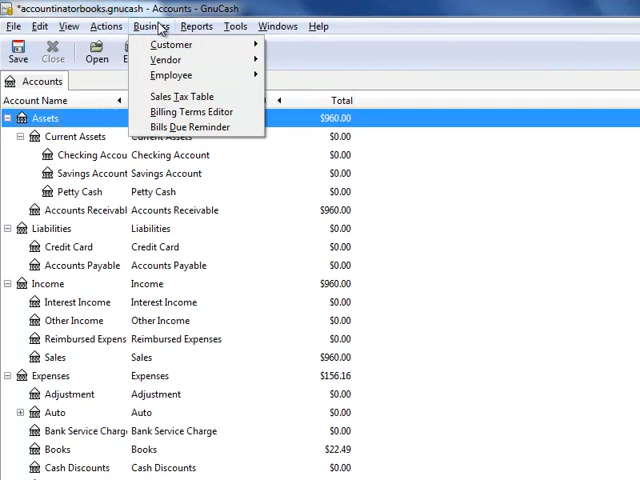 *accountinatorbooks.gnucash - Accounts - GnuCash
File Edit View Actions Business Reports Tools Windows Help
Save Close Open
Customer
Vendor
Employee
Sales Tax Table
Billing Terms Editor
Bills Due Reminder
Accounts
Account Name Total
Assets $960.00
Current Assets Current Assets $0.00
Checking Accou Checking Account $0.00
Savings Account Savings Account $0.00
Petty Cash Petty Cash $0.00
Accounts Receivabl Accounts Receivable $960.00
Liabilities Liabilities $0.00
Credit Card Credit Card $0.00
Accounts Payable Accounts Payable $0.00
Income Income $960.00
Interest Income Interest Income $0.00
Other Income Other Income $0.00
Reimbursed Expens Reimbursed Expenses $0.00
Sales Sales $960.00
Expenses Expenses $156.16
Adjustment Adjustment $0.00
Auto Auto $0.00
Bank Service Charg Bank Service Charge $0.00
Books Books $22.49
Cash Discounts Cash Discounts $0.00